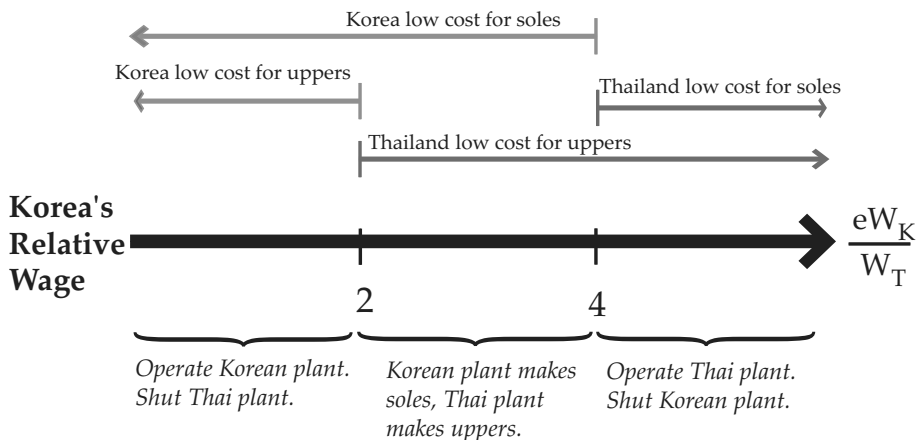 Korea low cost for soles
Korea low cost for uppers
Thailand low cost for soles
Thailand low cost for uppers
Korea's
Relative
Wage
eW_K
W_T
2
4
Operate Korean plant.
Shut Thai plant.
Korean plant makes
soles, Thai plant
makes uppers.
Operate Thai plant.
Shut Korean plant.